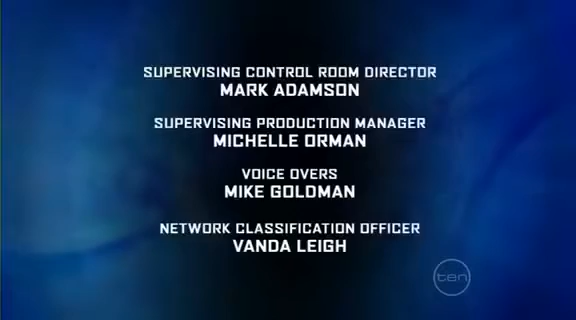 SUPERVISING CONTROL ROOM DIRECTOR
MARK ADAMSON
SUPERVISING PRODUCTION MANAGER
MICHELLE ORMAN
VOICE OVERS
MIKE GOLDMAN
NETWORK CLASSIFICATION OFFICER
VANDA LEIGH
ten